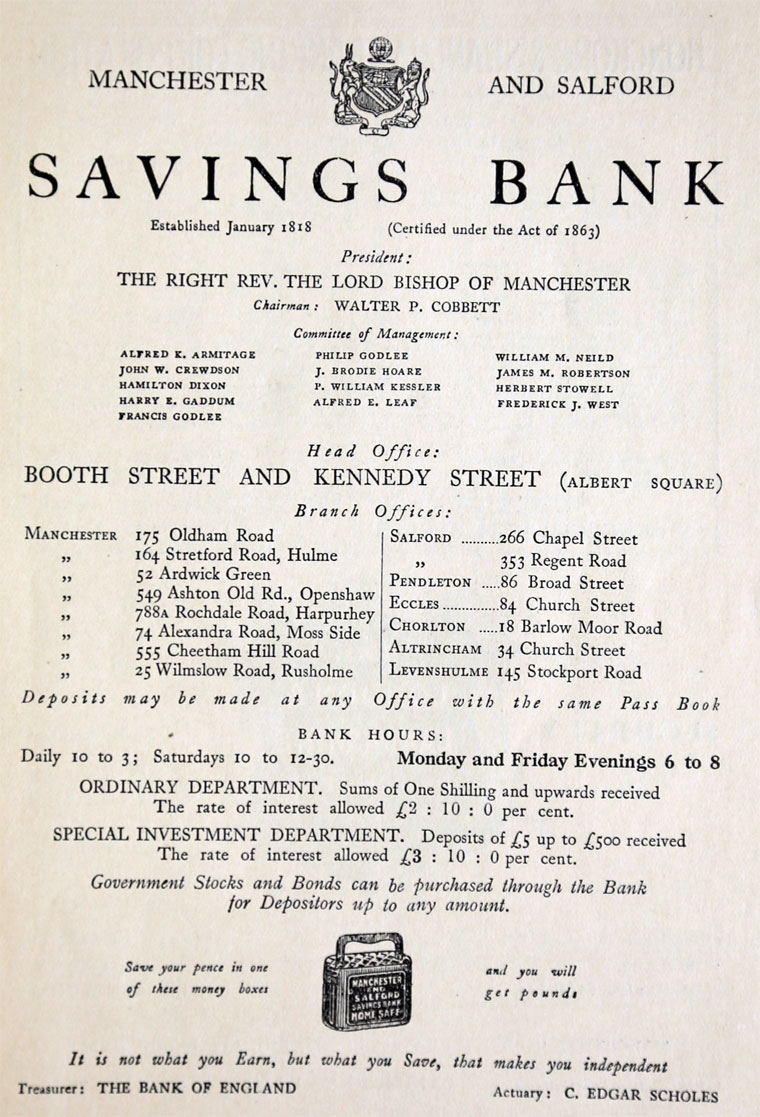 MANCHESTER AND SALFORD
SAVINGS BANK
Established January 1818 (Certified under the Act of 1863)
President:
THE RIGHT REV. THE LORD BISHOP OF MANCHESTER
Chairman: WALTER P. COBBETT
Committee of Management:
ALFRED K. ARMITAGE
JOHN W. CREWDSON
HAMILTON DIXON
HARRY E. GADDUM
FRANCIS GODLEE
PHILIP GODLEE
J. BRODIE HOARE
P. WILLIAM KESSLER
ALFRED E. LEAF
WILLIAM M. NEILD
JAMES M. ROBERTSON
HERBERT STOWELL
FREDERICK J. WEST
Head Office:
BOOTH STREET AND KENNEDY STREET (ALBERT SQUARE)
Branch Offices:
MANCHESTER 175 Oldham Road
„ 164 Stretford Road, Hulme
„ 52 Ardwick Green
„ 549 Ashton Old Rd., Openshaw
„ 788A Rochdale Road, Harpurhey
„ 74 Alexandra Road, Moss Side
„ 555 Cheetham Hill Road
„ 25 Wilmslow Road, Rusholme
SALFORD ..........266 Chapel Street
„ 353 Regent Road
PENDLETON .....86 Broad Street
ECCLES...............84 Church Street
CHORLTON .....18 Barlow Moor Road
ALTRINCHAM 34 Church Street
LEVENSHULME 145 Stockport Road
Deposits may be made at any Office with the same Pass Book
BANK HOURS:
Daily 10 to 3; Saturdays 10 to 12-30. Monday and Friday Evenings 6 to 8
ORDINARY DEPARTMENT. Sums of One Shilling and upwards received
The rate of interest allowed £2 : 10 : 0 per cent.
SPECIAL INVESTMENT DEPARTMENT. Deposits of £5 up to £500 received
The rate of interest allowed £3 : 10 : 0 per cent.
Government Stocks and Bonds can be purchased through the Bank
for Depositors up to any amount.
Save your pence in one
of these money boxes
MANCHESTER
AND
SALFORD
SAVINGS BANK
HOME SAFE
and you will
get pounds
It is not what you Earn, but what you Save, that makes you independent
Treasurer: THE BANK OF ENGLAND Actuary: C. EDGAR SCHOLES